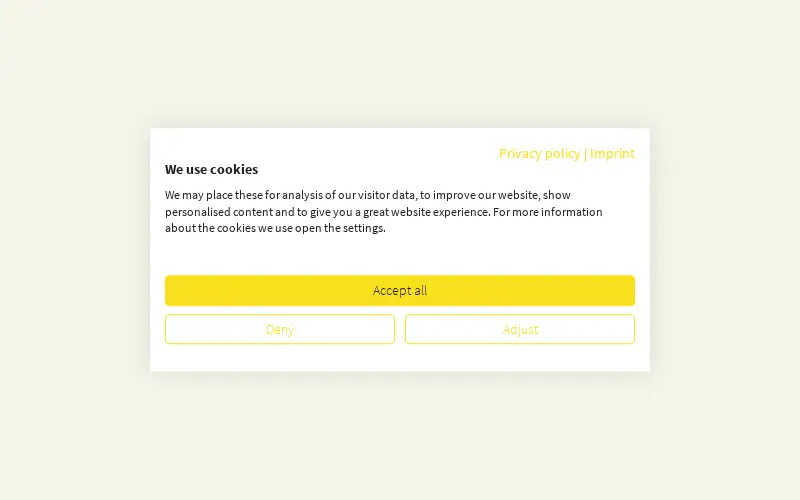 Privacy policy | Imprint
We use cookies
We may place these for analysis of our visitor data, to improve our website, show
personalised content and to give you a great website experience. For more information
about the cookies we use open the settings.
Accept all
Deny
Adjust